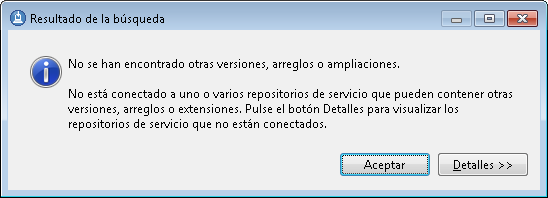 Resultado de la búsqueda
No se han encontrado otras versiones, arreglos o ampliaciones.
No está conectado a uno o varios repositorios de servicio que pueden contener otras
versiones, arreglos o extensiones. Pulse el botón Detalles para visualizar los
repositorios de servicio que no están conectados.
Aceptar
Detalles >>